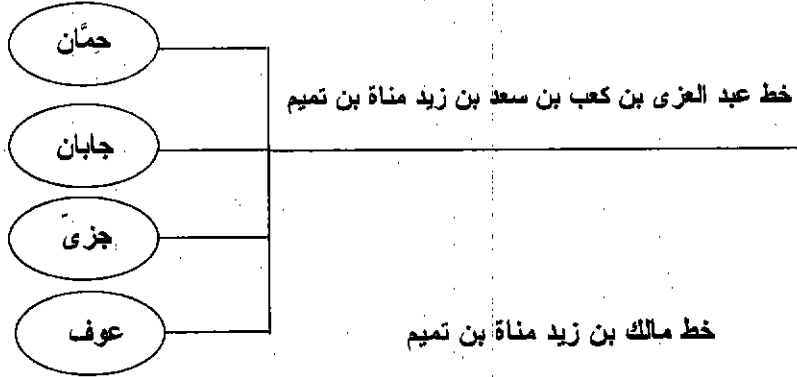 حِمَّان
خط عبد العزى بن كعب بن سعد بن زيد مناة بن تميم
جابان
جزىّ
عوف
خط مالك بن زيد مناة بن تميم